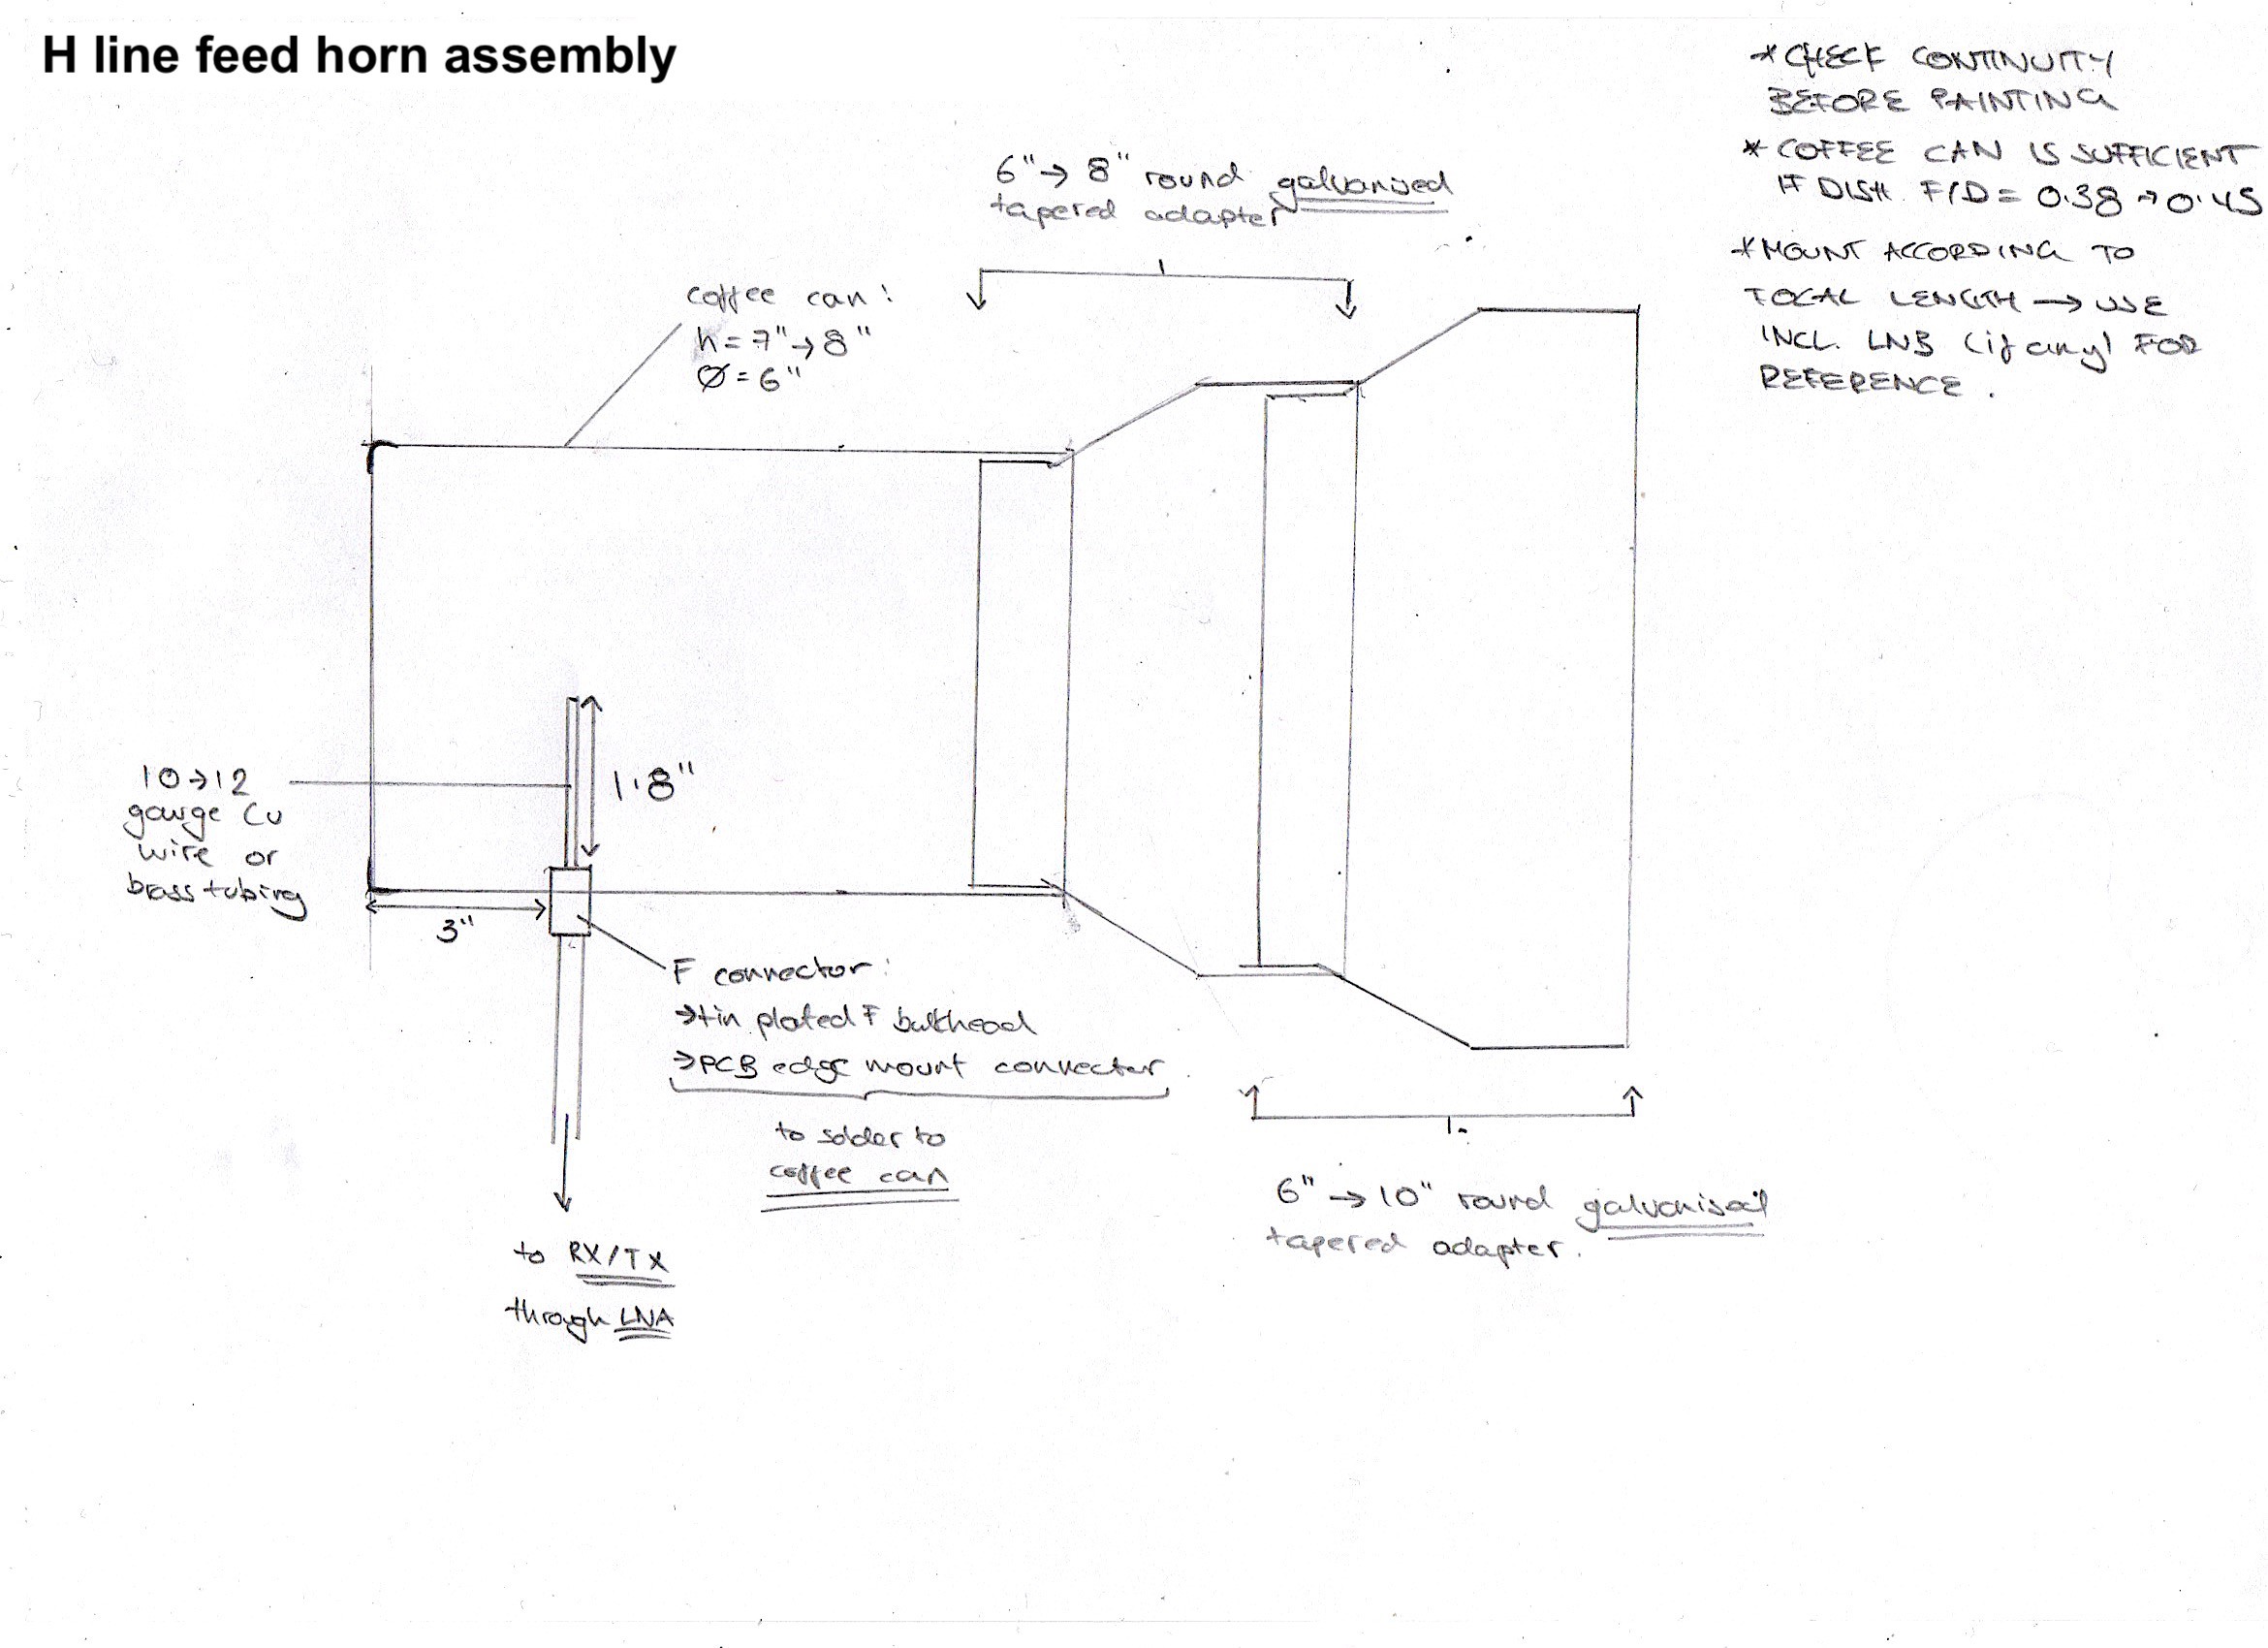 H line feed horn assembly
* CHECK CONTINUITY
BEFORE PAINTING
* COFFEE CAN IS SUFFICIENT
IF DISH. F/D = 0.38 → 0.45
* MOUNT ACCORDING TO
FOCAL LENGTH → USE
INCL. LNB (if any) FOR
REFERENCE.
6" → 8" round galvanised
tapered adapter
coffee can:
h = 7" → 8"
Ø = 6"
1.8"
10 → 12
gauge Cu
wire or
brass tubing
3"
F connector:
→ tin plated F bulkhead
→ PCB edge mount connector
to solder to
coffee can
to RX/TX
through LNA
6" → 10" round galvanised
tapered adapter.